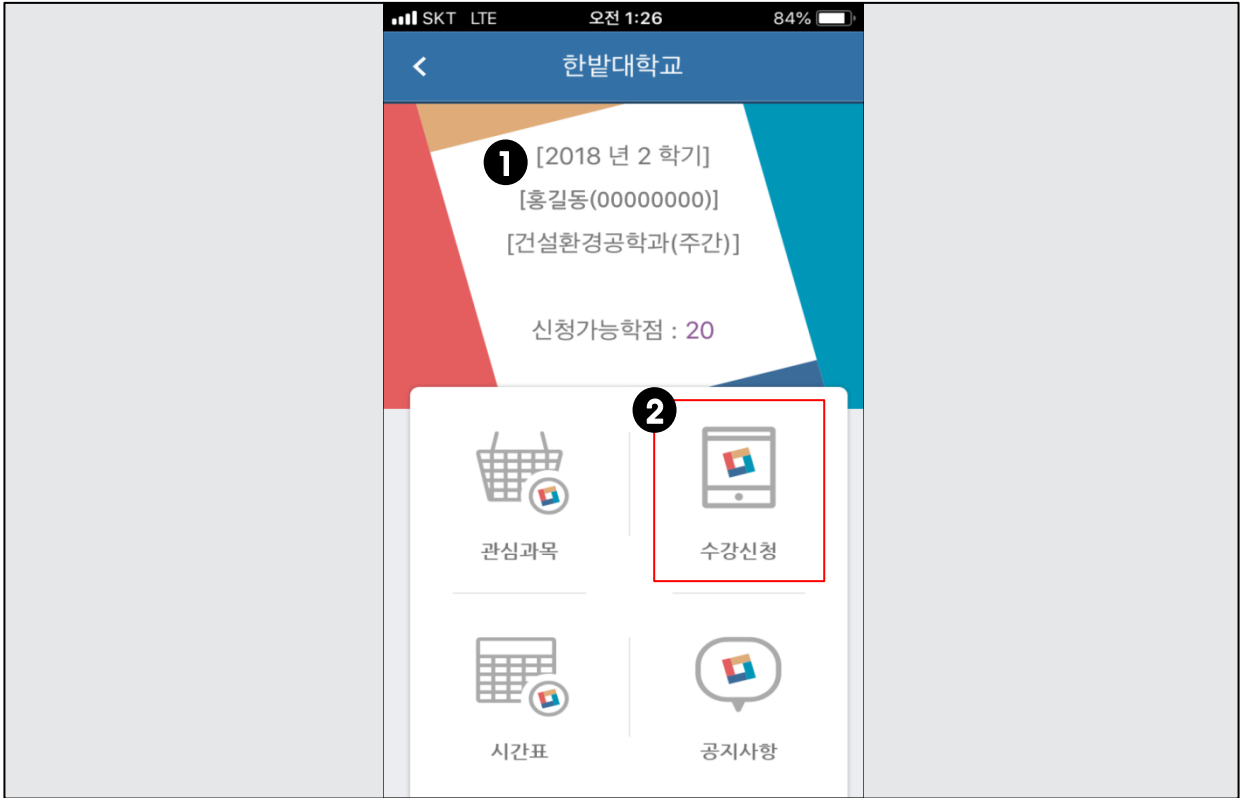 SKT LTE 오전 1:26 84%
한밭대학교
1 [2018 년 2 학기]
[홍길동(00000000)]
[건설환경공학과(주간)]
신청가능학점 : 20
2
관심과목 수강신청
시간표 공지사항